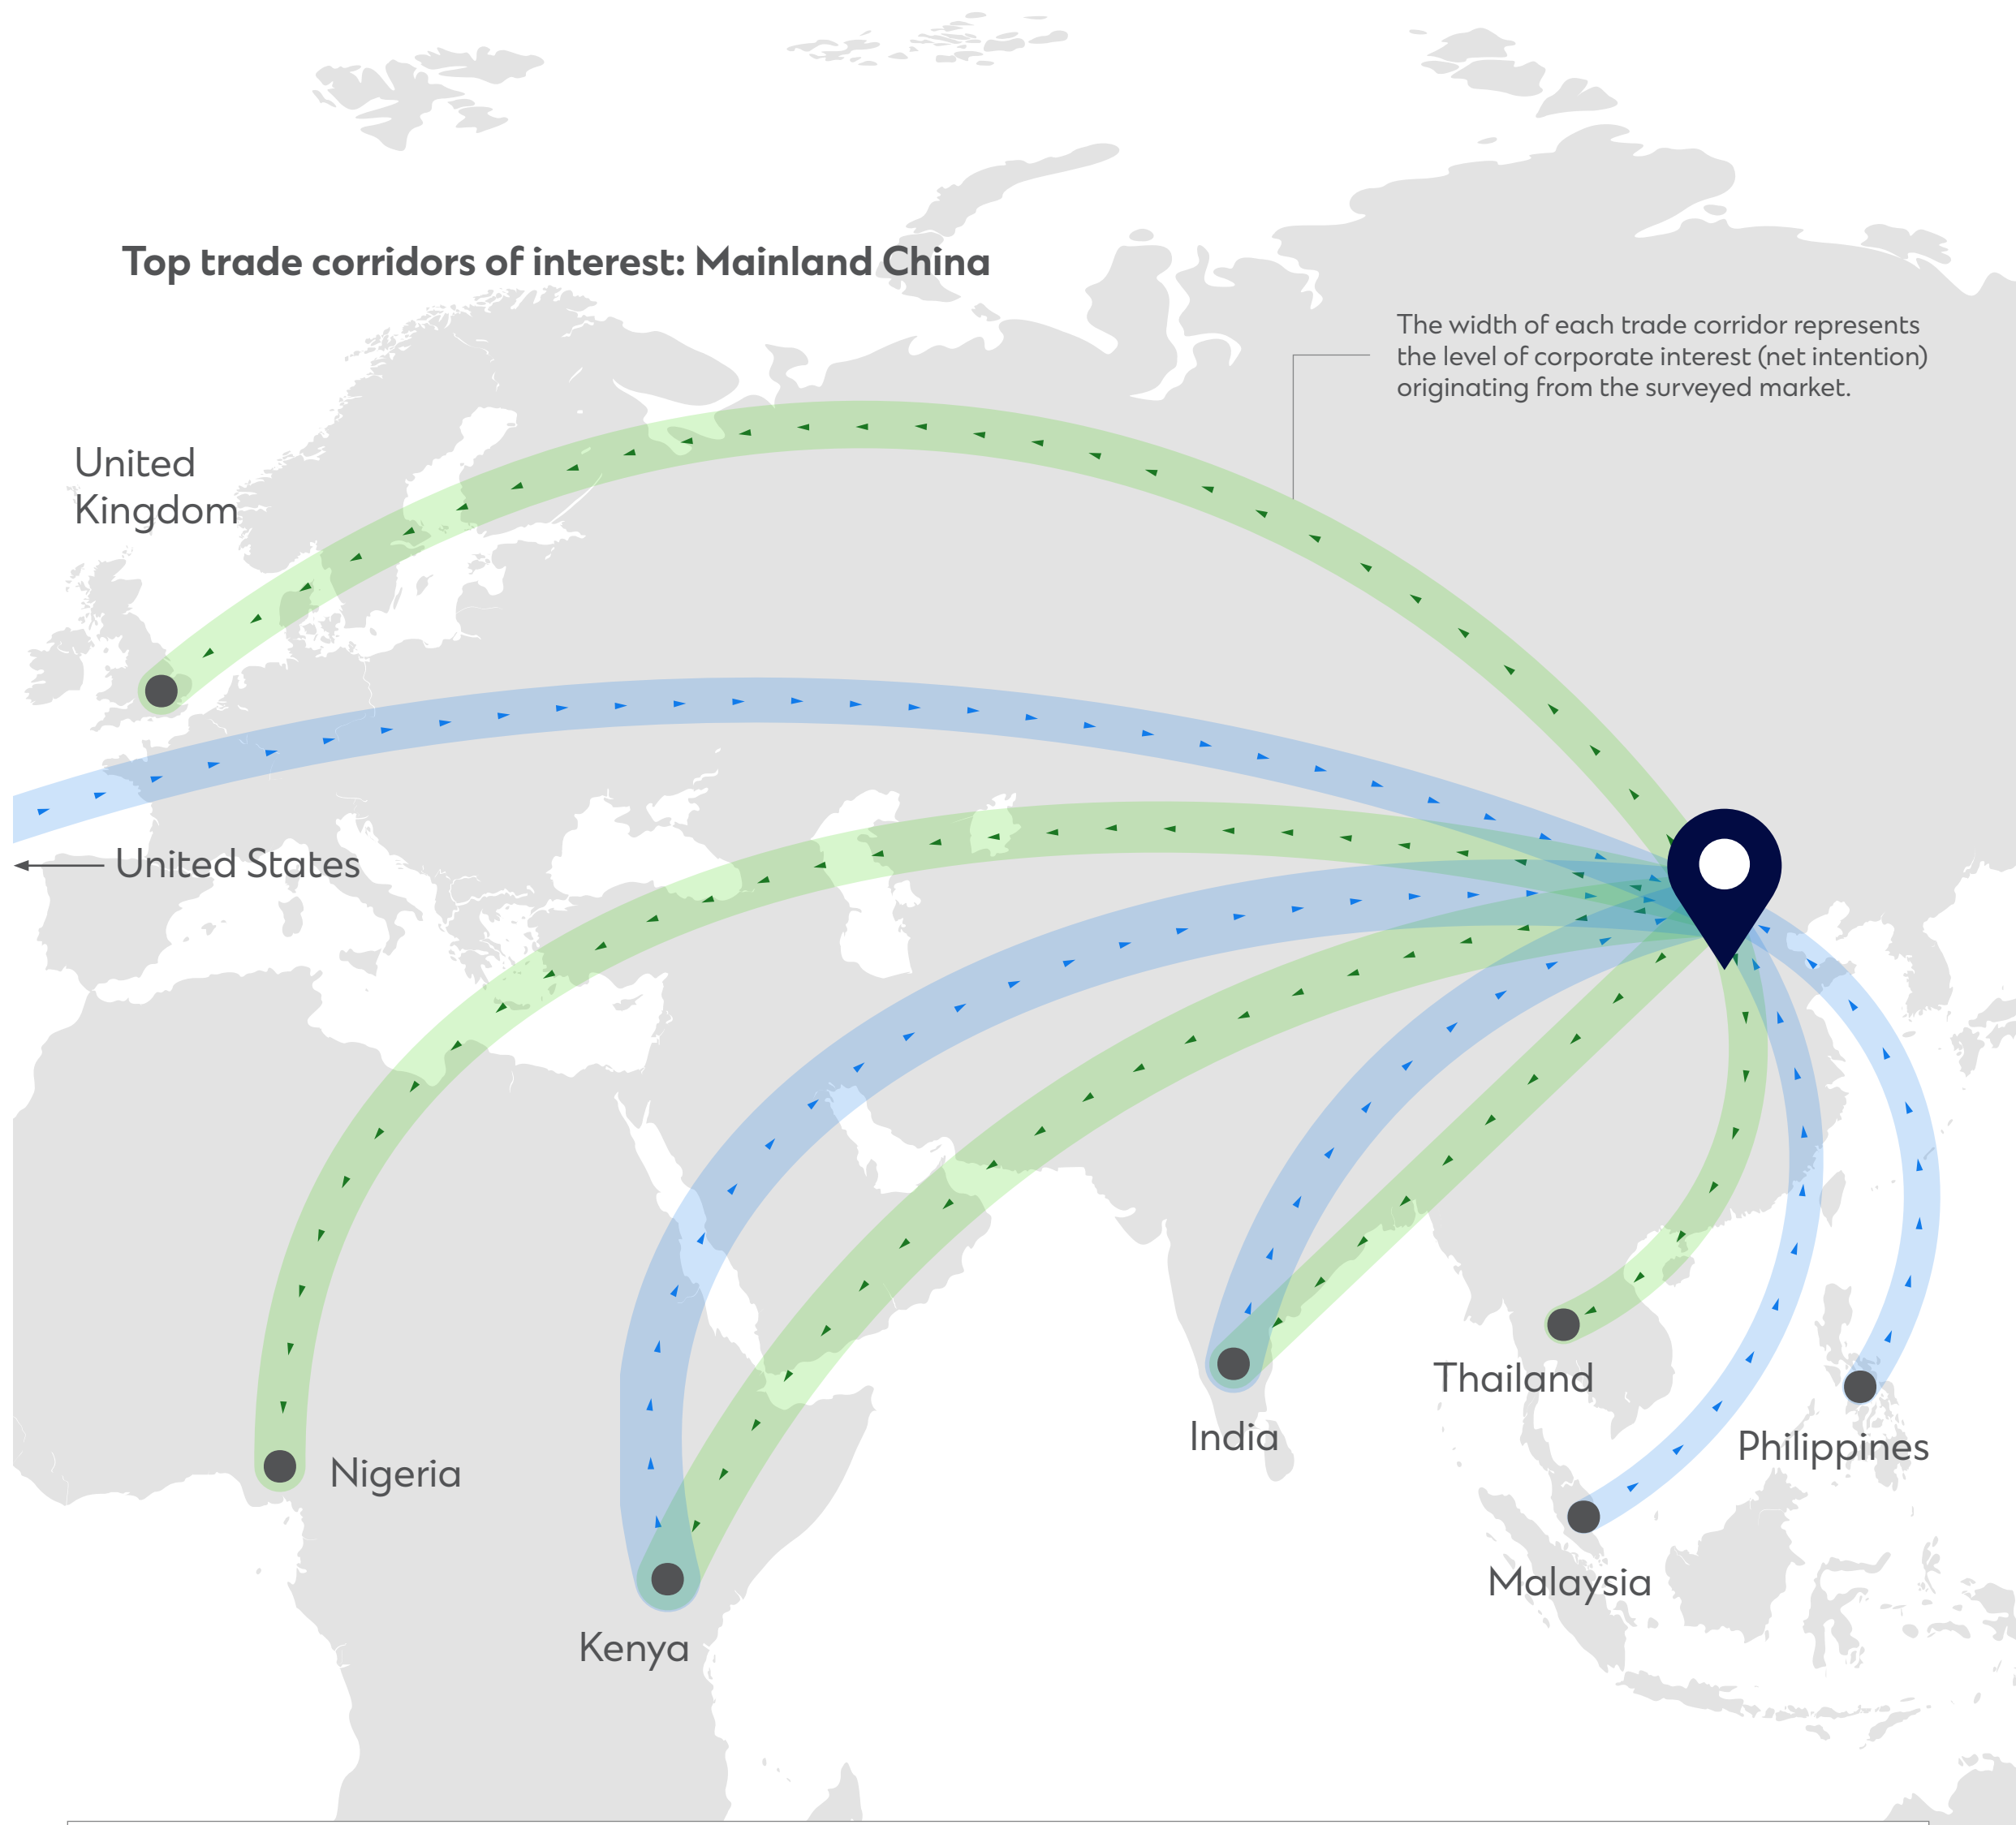 Top trade corridors of interest: Mainland China
The width of each trade corridor represents
the level of corporate interest (net intention)
originating from the surveyed market.
United
Kingdom
United States
Nigeria
Kenya
India
Thailand
Philippines
Malaysia